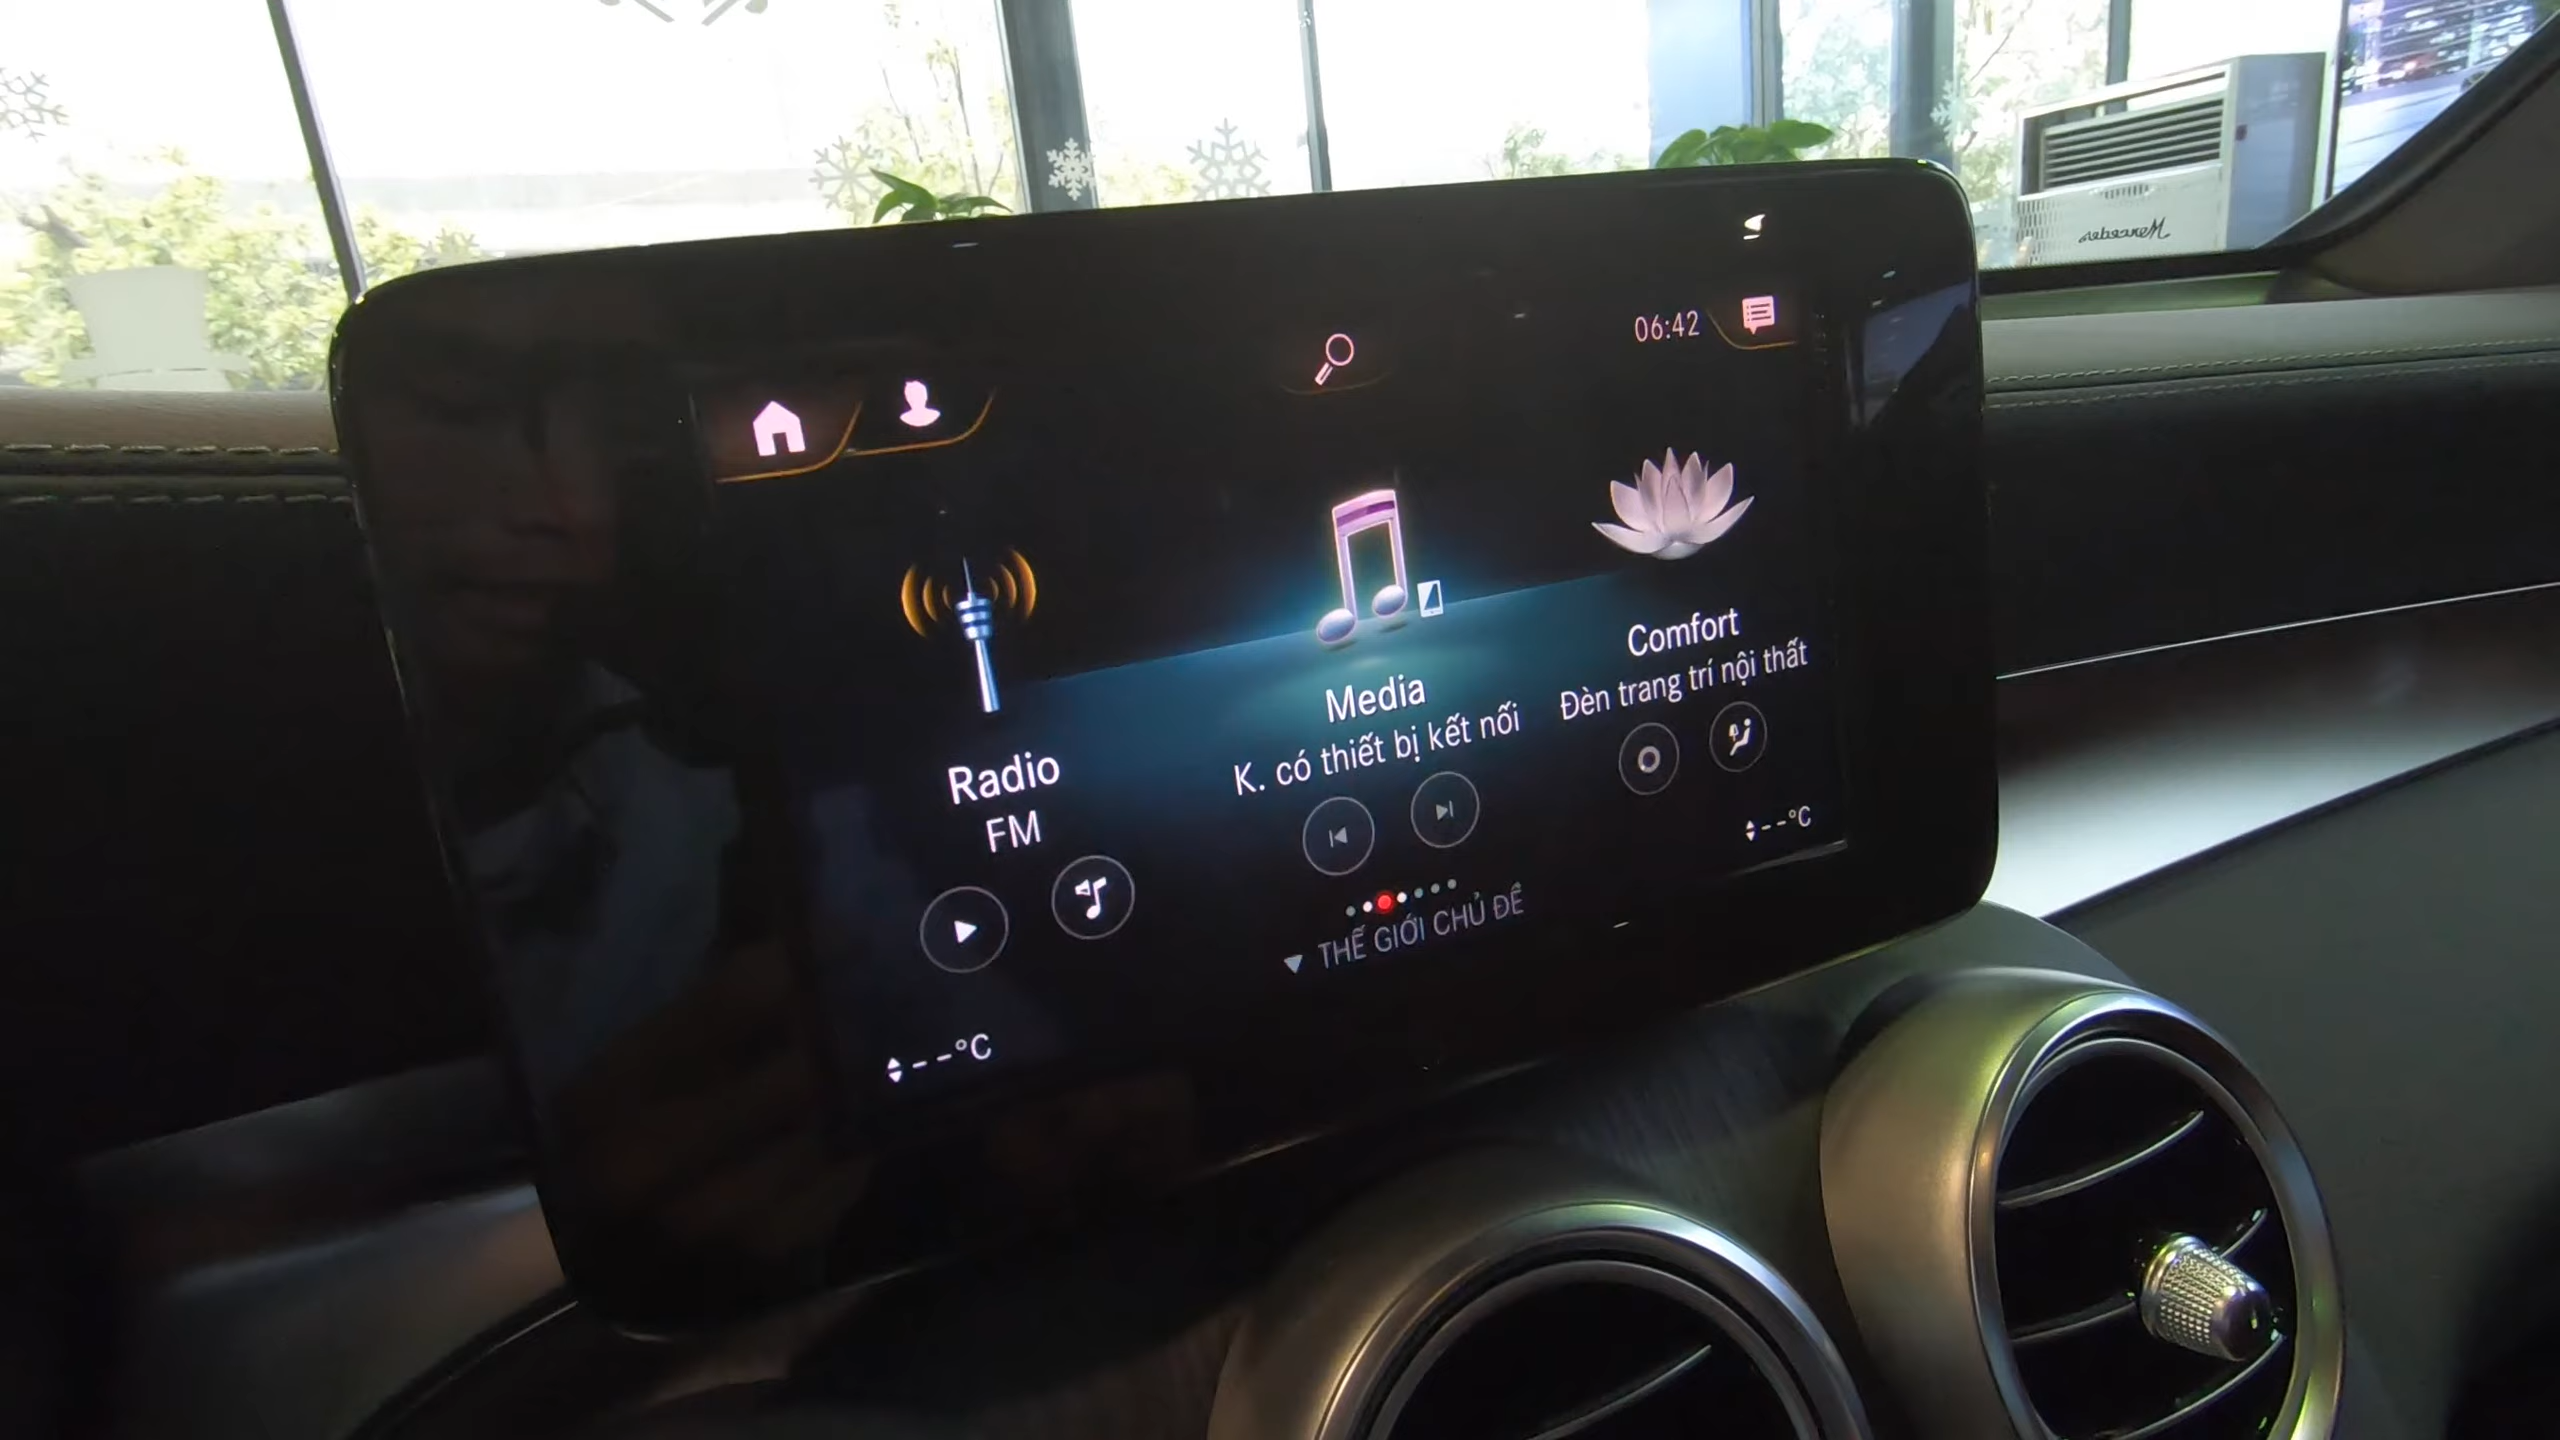 Mercedes
06:42
Radio
FM
Media
K. có thiết bị kết nối
Comfort
Đèn trang trí nội thất
THẾ GIỚI CHỦ ĐỀ
--°C
--°C